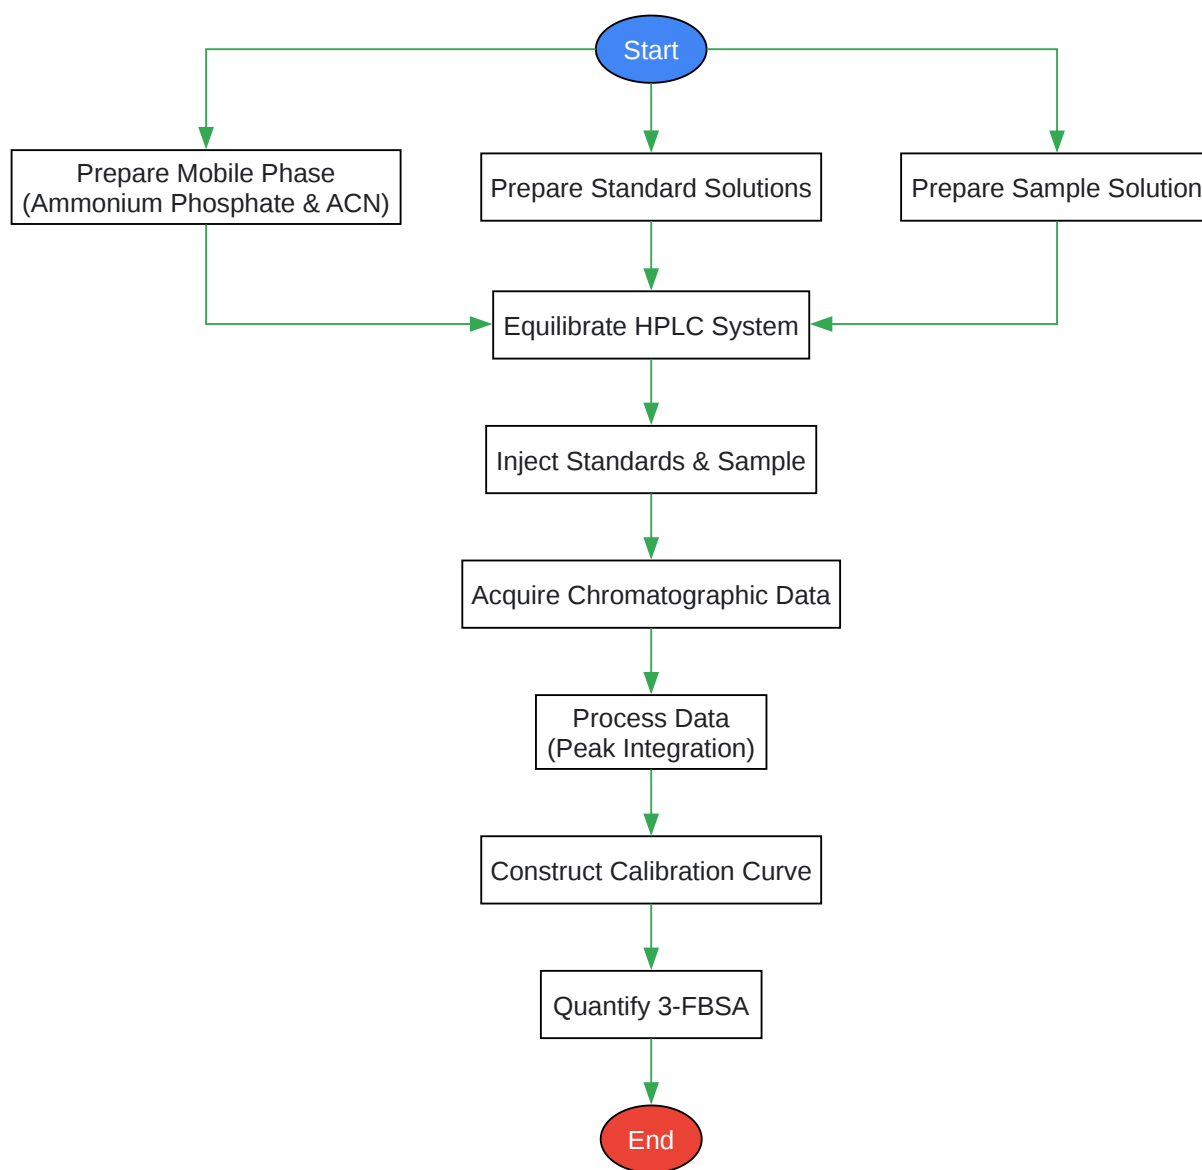 Start
Prepare Mobile Phase
(Ammonium Phosphate & ACN)
Prepare Standard Solutions
Prepare Sample Solution
Equilibrate HPLC System
Inject Standards & Sample
Acquire Chromatographic Data
Process Data
(Peak Integration)
Construct Calibration Curve
Quantify 3-FBSA
End